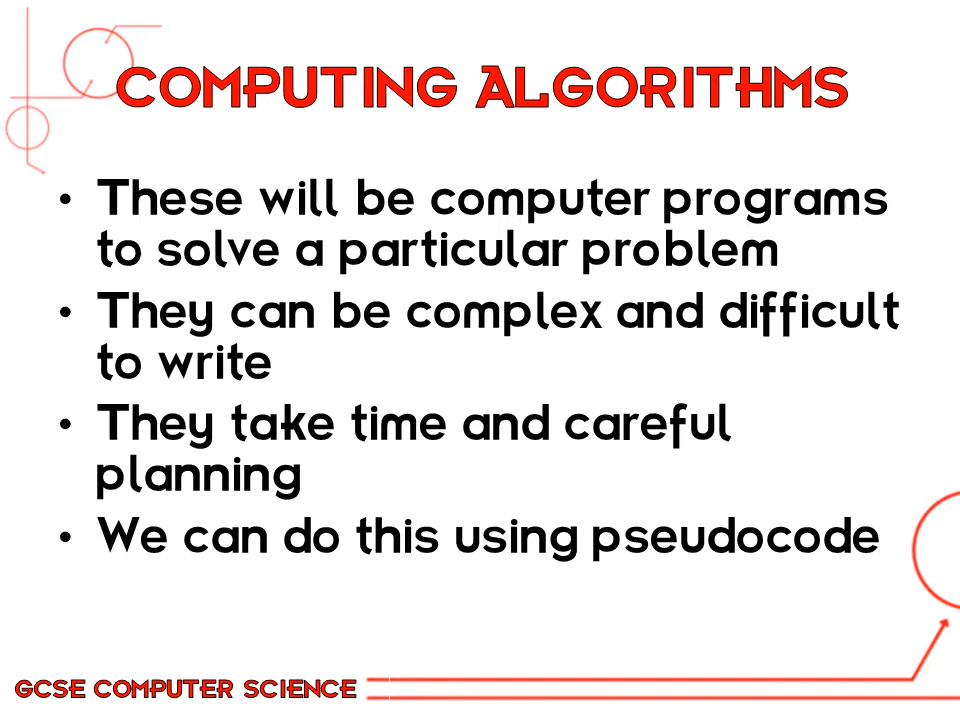 COMPUTING ALGORITHMS
• These will be computer programs
to solve a particular problem
• They can be complex and difficult
to write
• They take time and careful
planning
• We can do this using pseudocode
GCSE COMPUTER SCIENCE